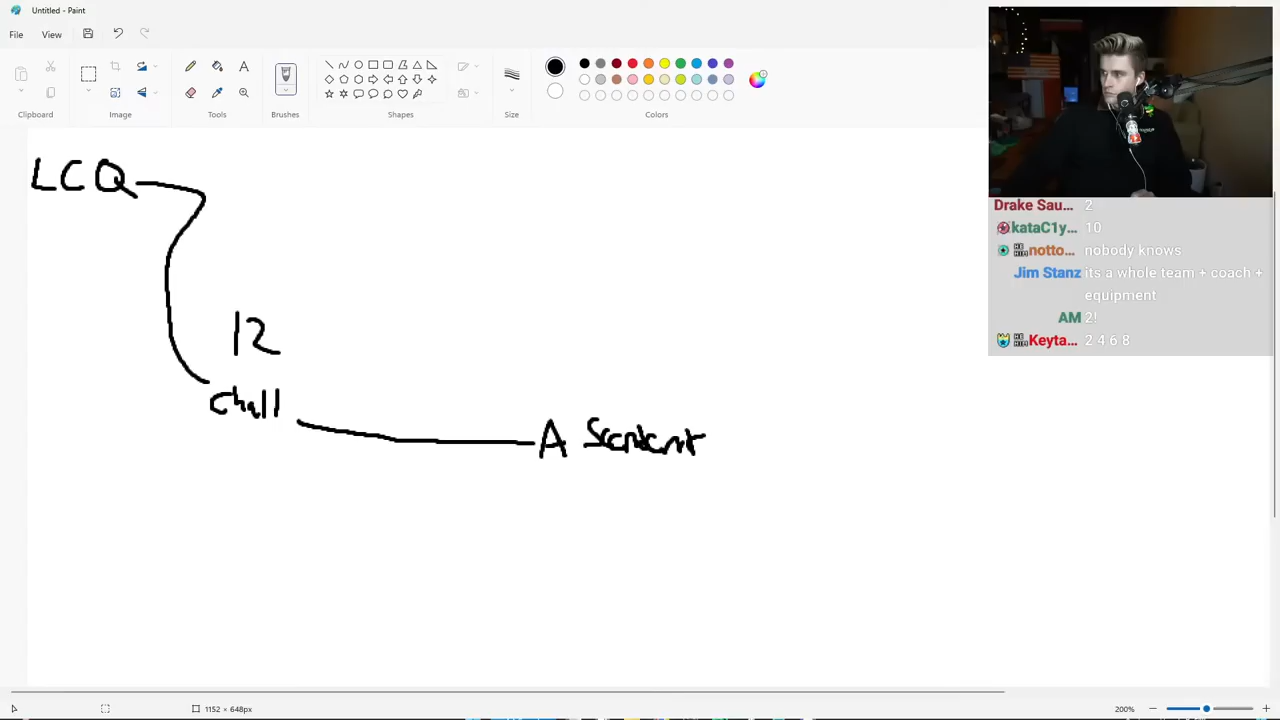 Untitled - Paint
File View
Clipboard Image Tools Brushes Shapes Size Colors
LCQ
12
Chall
A
Drake Sau... 2
kataC1y... 10
notto... nobody knows
Jim Stanz its a whole team + coach +
equipment
AM 2!
Keyta... 2 4 6 8
1152 × 648px
200%